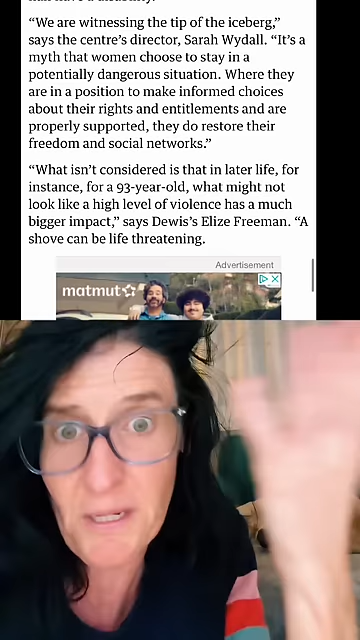 “We are witnessing the tip of the iceberg,”
says the centre’s director, Sarah Wydall. “It’s a
myth that women choose to stay in a
potentially dangerous situation. Where they
are in a position to make informed choices
about their rights and entitlements and are
properly supported, they do restore their
freedom and social networks.”
“What isn’t considered is that in later life, for
instance, for a 93-year-old, what might not
look like a high level of violence has a much
bigger impact,” says Dewis’s Elize Freeman. “A
shove can be life threatening.
Advertisement
matmut